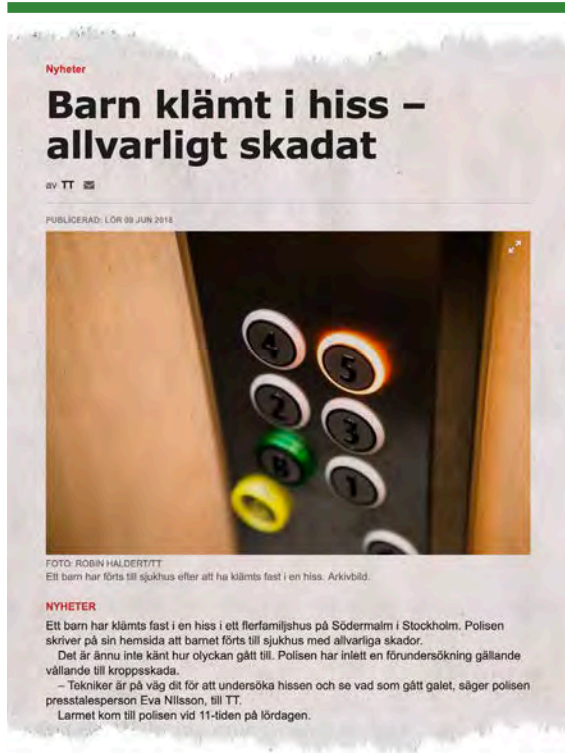 Nyheter
Barn klämt i hiss –
allvarligt skadat
av TT
PUBLICERAD: LÖR 09 JUN 2018
4
5
2
3
1
FOTO: ROBIN HALDERT/TT
Ett barn har förts till sjukhus efter att ha klämts fast i en hiss. Arkivbild.
NYHETER
Ett barn har klämts fast i en hiss i ett flerfamiljshus på Södermalm i Stockholm. Polisen
skriver på sin hemsida att barnet förts till sjukhus med allvarliga skador.
Det är ännu inte känt hur olyckan gått till. Polisen har inlett en förundersökning gällande
vållande till kroppsskada.
– Tekniker är på väg dit för att undersöka hissen och se vad som gått galet, säger polisen
presstalesperson Eva NIlsson, till TT.
Larmet kom till polisen vid 11-tiden på lördagen.